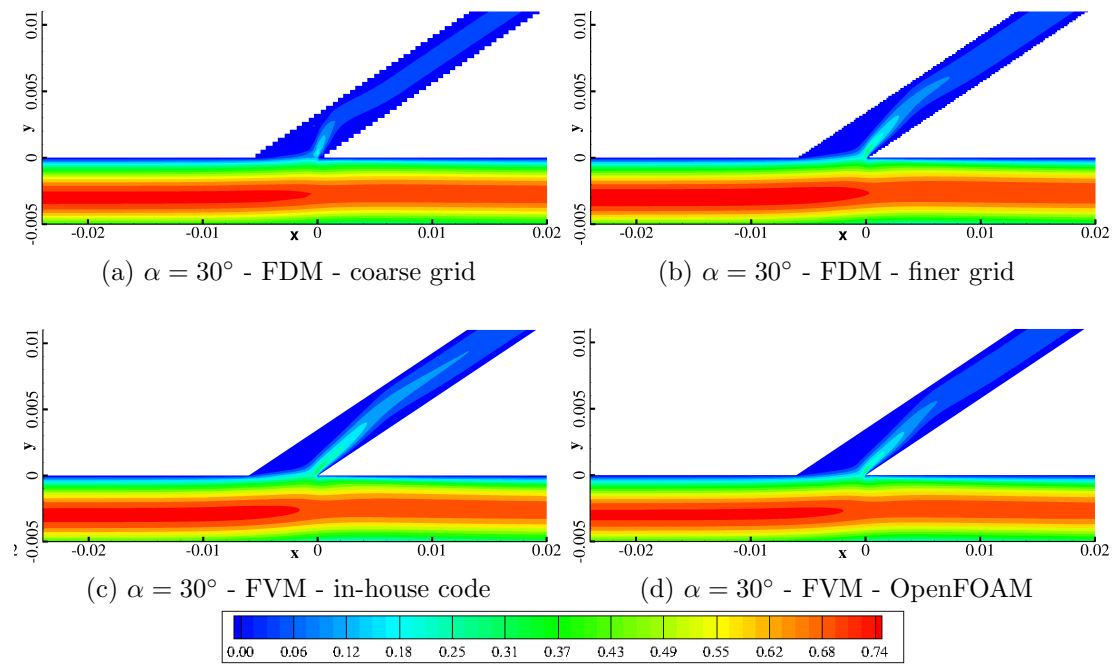 0.01
0.005
y
0
-0.005
-0.02
-0.01
x
0
0.01
0.02
(a) α = 30° - FDM - coarse grid
0.01
0.005
y
0
-0.005
-0.02
-0.01
x
0
0.01
0.02
(b) α = 30° - FDM - finer grid
0.01
0.005
y
0
-0.005
-0.02
-0.01
x
0
0.01
0.02
(c) α = 30° - FVM - in-house code
0.01
0.005
y
0
-0.005
-0.02
-0.01
x
0
0.01
0.02
(d) α = 30° - FVM - OpenFOAM
0.00 0.06 0.12 0.18 0.25 0.31 0.37 0.43 0.49 0.55 0.62 0.68 0.74